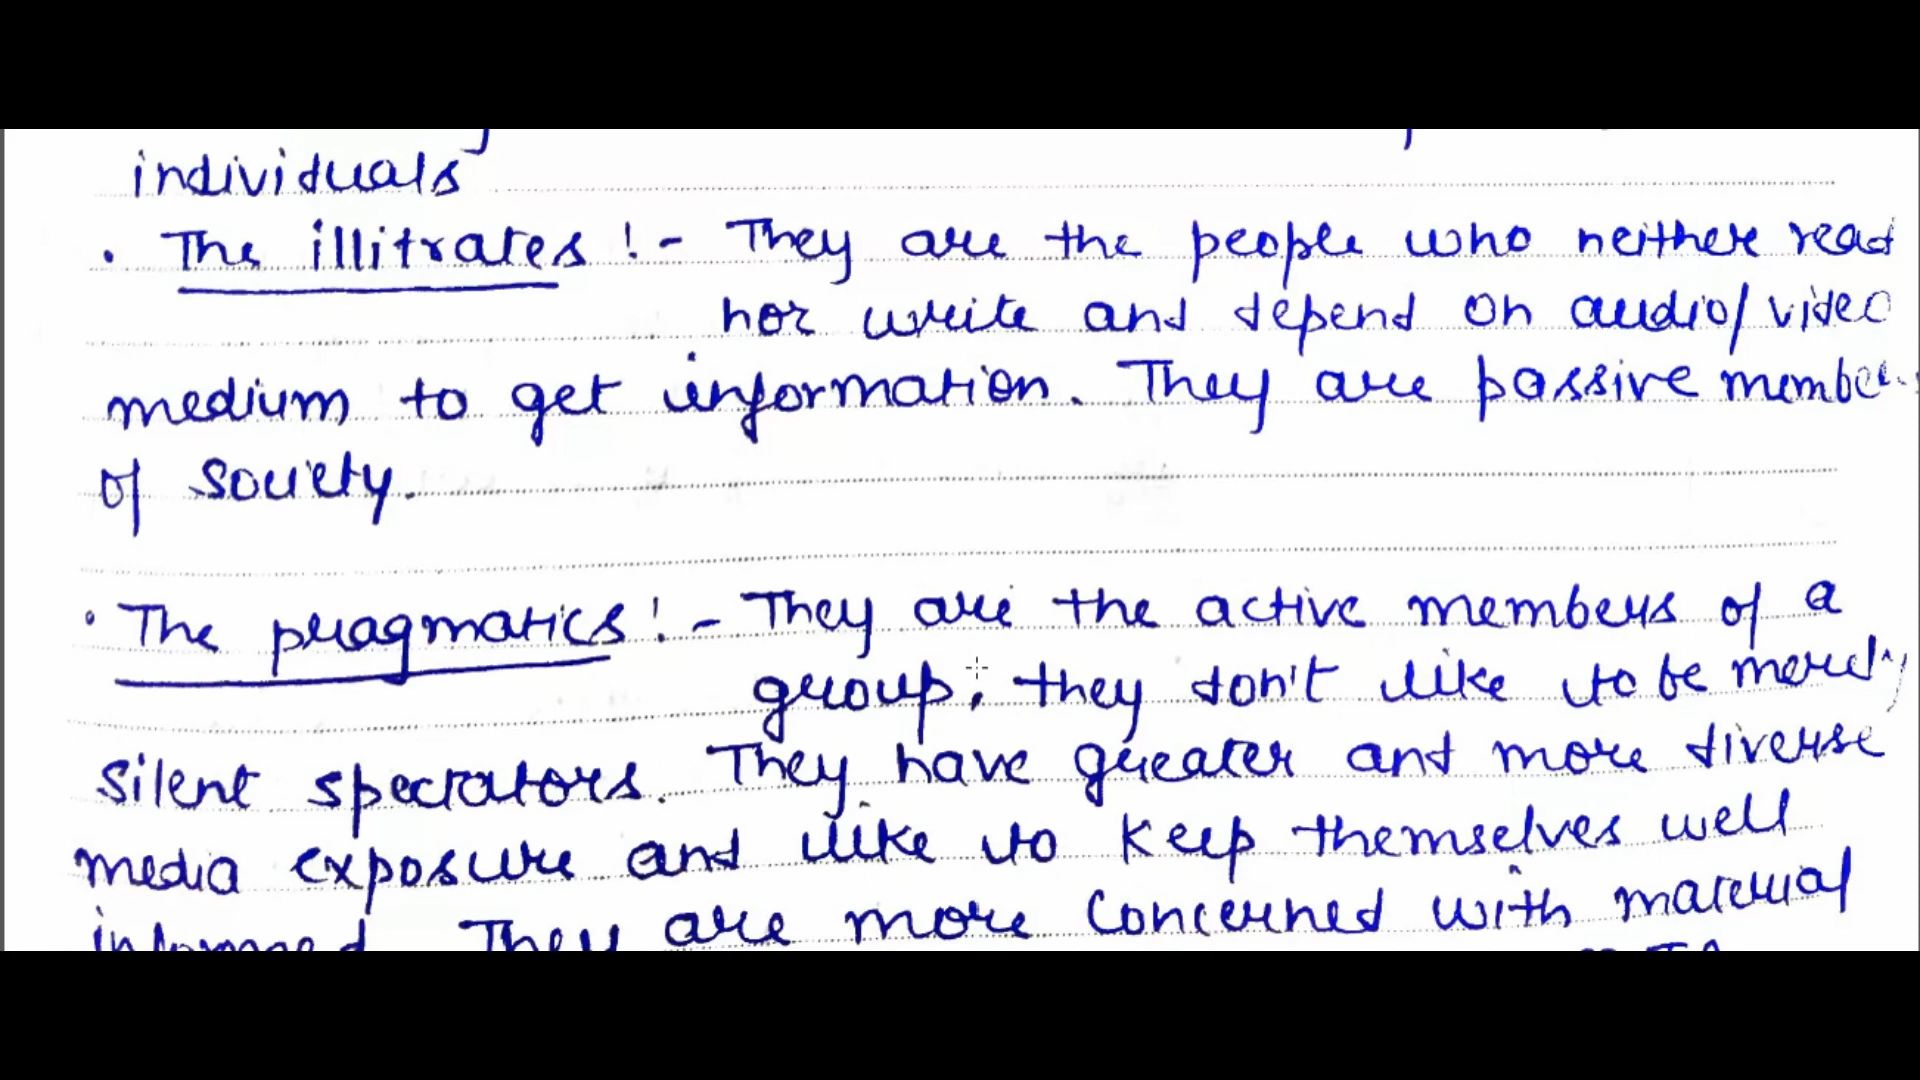 individuals
• The illitrates :- They are the people who neither read
nor write and depend on audio/video
medium to get information. They are passive members
of society.
• The pragmatics :- They are the active members of a
group, they don't like to be merely
silent spectators. They have greater and more diverse
media exposure and like to keep themselves well
informed. They are more concerned with material